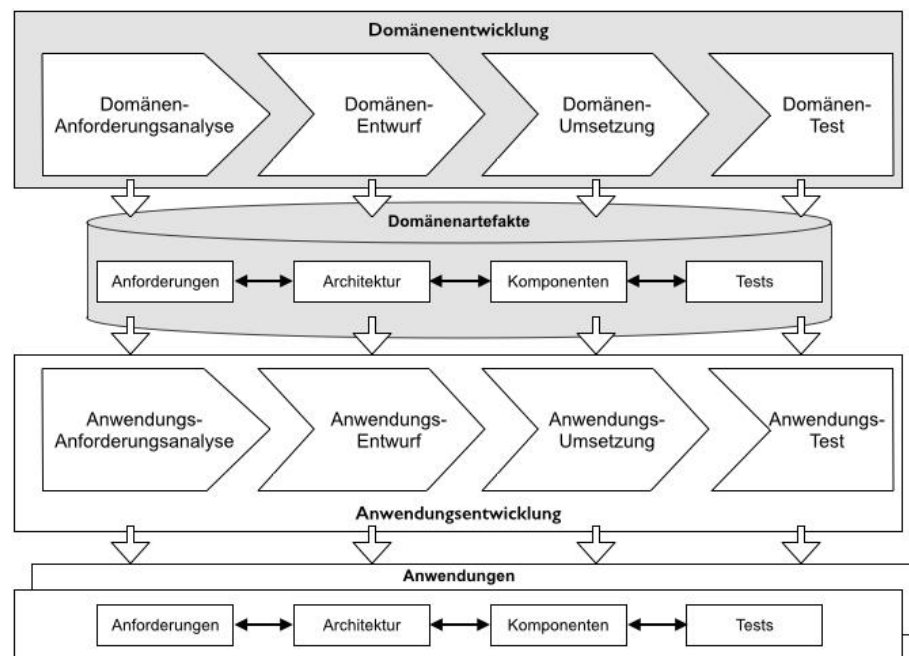 Domänenentwicklung
Domänen-
Anforderungsanalyse
Domänen-
Entwurf
Domänen-
Umsetzung
Domänen-
Test
Domänenartefakte
Anforderungen
Architektur
Komponenten
Tests
Anwendungs-
Anforderungsanalyse
Anwendungs-
Entwurf
Anwendungs-
Umsetzung
Anwendungs-
Test
Anwendungsentwicklung
Anwendungen
Anforderungen
Architektur
Komponenten
Tests